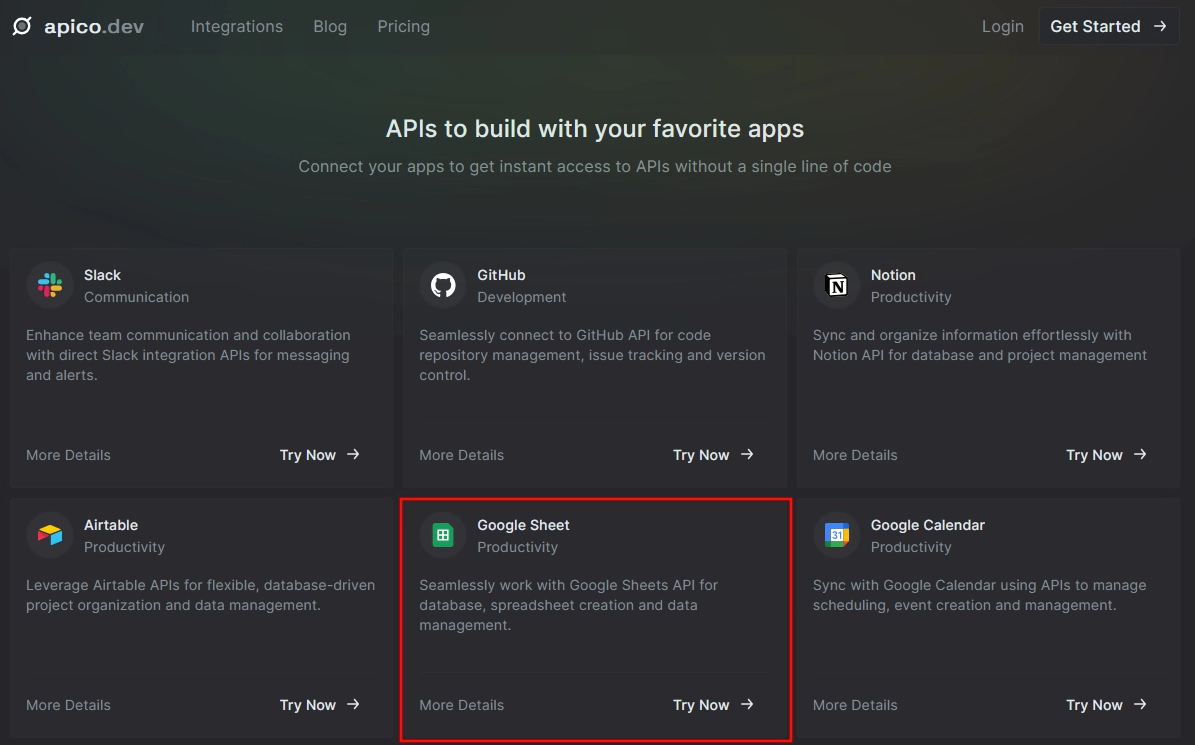 apico.dev Integrations Blog Pricing Login Get Started →
APIs to build with your favorite apps
Connect your apps to get instant access to APIs without a single line of code
Slack
Communication
Enhance team communication and collaboration
with direct Slack integration APIs for messaging
and alerts.
More Details Try Now →
GitHub
Development
Seamlessly connect to GitHub API for code
repository management, issue tracking and version
control.
More Details Try Now →
N
Notion
Productivity
Sync and organize information effortlessly with
Notion API for database and project management
More Details Try Now →
Airtable
Productivity
Leverage Airtable APIs for flexible, database-driven
project organization and data management.
More Details Try Now →
Google Sheet
Productivity
Seamlessly work with Google Sheets API for
database, spreadsheet creation and data
management.
More Details Try Now →
31
Google Calendar
Productivity
Sync with Google Calendar using APIs to manage
scheduling, event creation and management.
More Details Try Now →